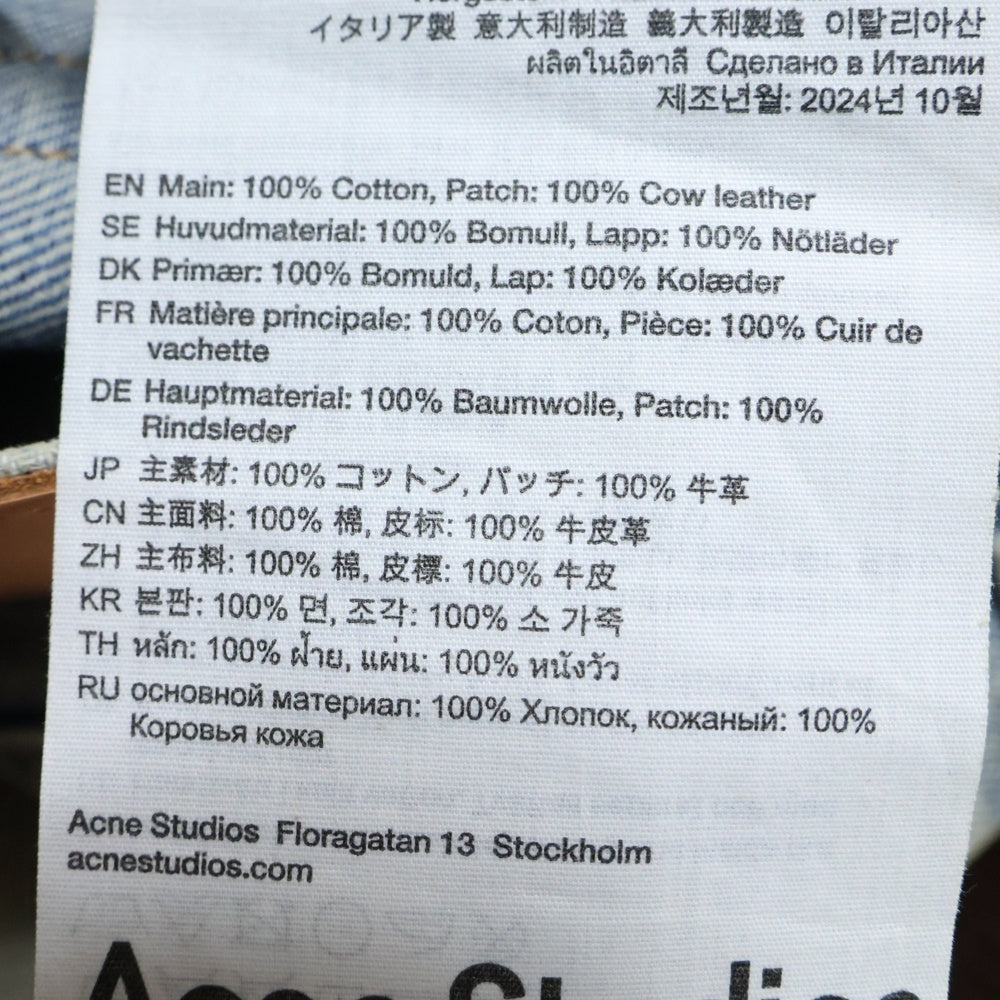 イタリア製 意大利制造 義大利製造 이탈리아산
ผลิตในอิตาลี Сделано в Италии
제조년월: 2024년 10월
EN Main: 100% Cotton, Patch: 100% Cow leather
SE Huvudmaterial: 100% Bomull, Lapp: 100% Nötläder
DK Primær: 100% Bomuld, Lap: 100% Kolæder
FR Matière principale: 100% Coton, Pièce: 100% Cuir de
vachette
DE Hauptmaterial: 100% Baumwolle, Patch: 100%
Rindsleder
JP 主素材: 100% コットン, パッチ: 100% 牛革
CN 主面料: 100% 棉, 皮标: 100% 牛皮革
ZH 主布料: 100% 棉, 皮標: 100% 牛皮
KR 본판: 100% 면, 조각: 100% 소 가죽
TH หลัก: 100% ฝ้าย, แผ่น: 100% หนังวัว
RU основной материал: 100% Хлопок, кожаный: 100%
Коровья кожа
Acne Studios Floragatan 13 Stockholm
acnestudios.com
Acne Studios